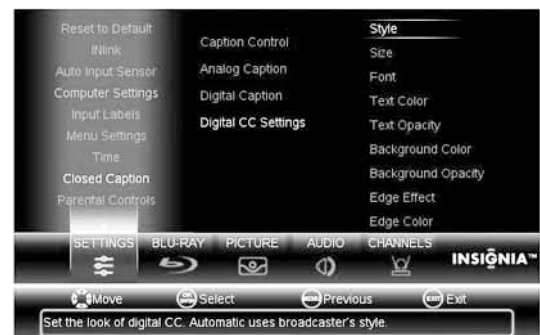 Reset to Default
INlink
Auto Input Sensor
Computer Settings
Input Labels
Menu Settings
Time
Closed Caption
Parental Controls
Caption Control
Analog Caption
Digital Caption
Digital CC Settings
Style
Size
Font
Text Color
Text Opacity
Background Color
Background Opacity
Edge Effect
Edge Color
SETTINGS BLU-RAY PICTURE AUDIO CHANNELS
INSIGNIA™
Move Select MENU Previous EXIT Exit
Set the look of digital CC. Automatic uses broadcaster's style.